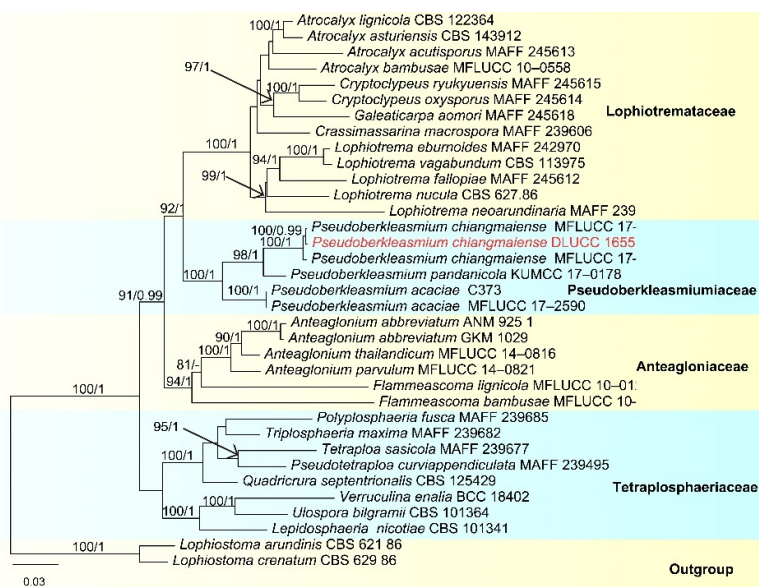 100/1
Atrocalyx lignicola CBS 122364
Atrocalyx asturiensis CBS 143912
Atrocalyx acutisporus MAFF 245613
97/1
Atrocalyx bambusae MFLUCC 10–0558
100/1
Cryptoclypeus ryukyuensis MAFF 245615
Cryptoclypeus oxysporus MAFF 245614
Lophiotremataceae
Galeaticarpa aomori MAFF 245618
Crassimassarina macrospora MAFF 239606
100/1
100/1
Lophiotrema eburnoides MAFF 242970
94/1
Lophiotrema vagabundum CBS 113975
99/1
Lophiotrema fallopiae MAFF 245612
Lophiotrema nucula CBS 627.86
92/1
Lophiotrema neoarundinaria MAFF 239
100/0.99
Pseudoberkleasmium chiangmaiense MFLUCC 17-
100/1
Pseudoberkleasmium chiangmaiense DLUCC 1655
98/1
Pseudoberkleasmium chiangmaiense MFLUCC 17-
100/1
Pseudoberkleasmium pandanicola KUMCC 17–0178
100/1
Pseudoberkleasmium acaciae C373
Pseudoberkleasmiumiaceae
91/0.99
Pseudoberkleasmium acaciae MFLUCC 17–2590
100/1
Anteaglonium abbreviatum ANM 925 1
90/1
Anteaglonium abbreviatum GKM 1029
100/1
Anteaglonium thailandicum MFLUCC 14–0816
81/-
Anteaglonium parvulum MFLUCC 14–0821
Anteagloniaceae
94/1
Flammeascoma lignicola MFLUCC 10–01
100/1
Flammeascoma bambusae MFLUCC 10-
95/1
Polyplosphaeria fusca MAFF 239685
Triplosphaeria maxima MAFF 239682
100/1
Tetraploa sasicola MAFF 239677
Pseudotetraploa curviappendiculata MAFF 239495
Quadricrura septentrionalis CBS 125429
Tetraplosphaeriaceae
100/1
Verruculina enalia BCC 18402
100/1
Ulospora bilgramii CBS 101364
Lepidosphaeria nicotiae CBS 101341
100/1
Lophiostoma arundinis CBS 621 86
Lophiostoma crenatum CBS 629 86
Outgroup
0.03